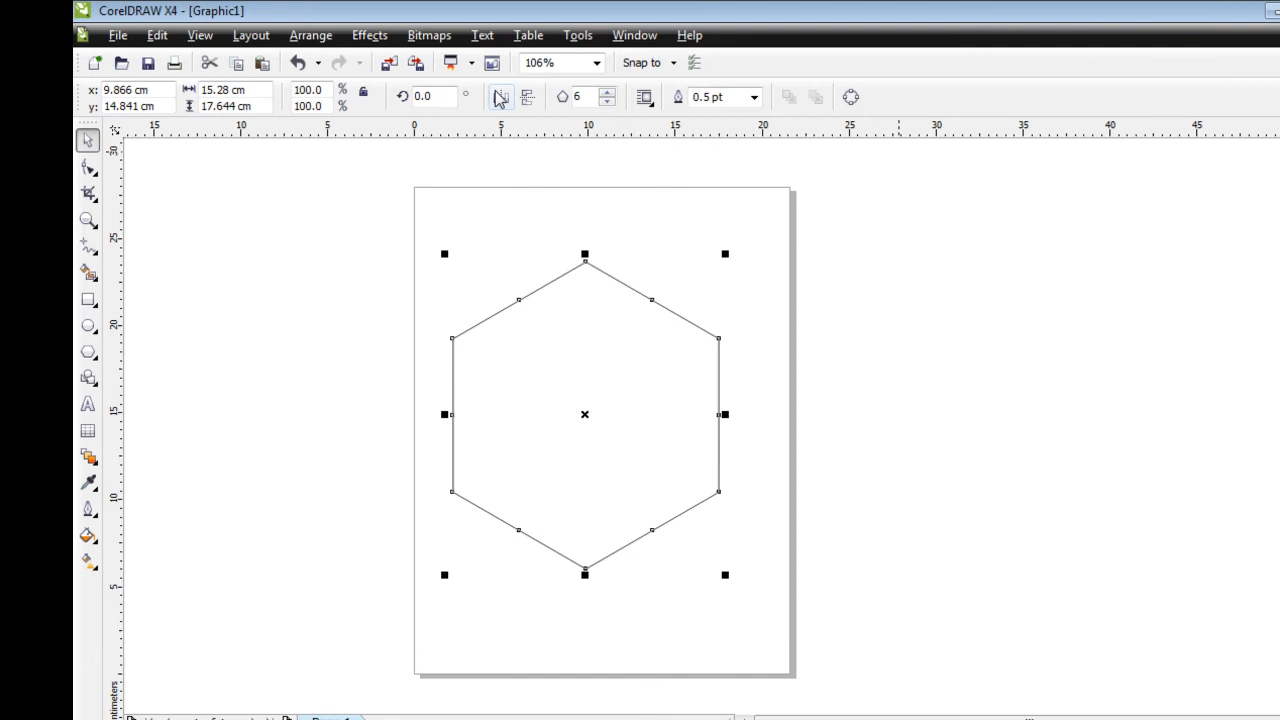 CorelDRAW X4 - [Graphic1]
File Edit View Layout Arrange Effects Bitmaps Text Table Tools Window Help
106% Snap to
x: 9.866 cm 15.28 cm 100.0 %
y: 14.841 cm 17.644 cm 100.0 %
0.0 ° 6 0.5 pt
15 10 5 0 5 10 15 20 25 30 35 40 45
30
25
20
15
10
5
centimeters
Page 1